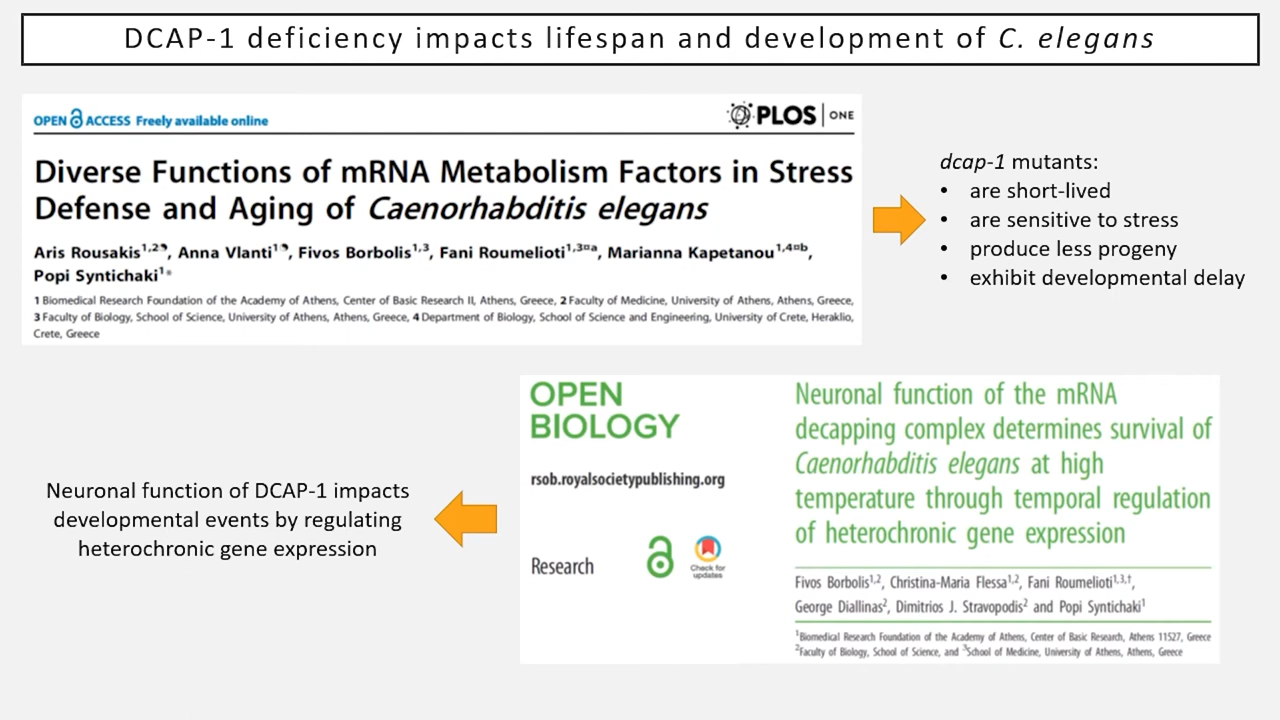 DCAP-1 deficiency impacts lifespan and development of C. elegans
OPEN ACCESS Freely available online
PLOS | ONE
Diverse Functions of mRNA Metabolism Factors in Stress
Defense and Aging of Caenorhabditis elegans
Aris Rousakis1,2, Anna Vlanti1, Fivos Borbolis1,3, Fani Roumelioti1,3¤a, Marianna Kapetanou1,4¤b,
Popi Syntichaki1*
1 Biomedical Research Foundation of the Academy of Athens, Center of Basic Research II, Athens, Greece, 2 Faculty of Medicine, University of Athens, Athens, Greece,
3 Faculty of Biology, School of Science, University of Athens, Athens, Greece, 4 Department of Biology, School of Science and Engineering, University of Crete, Heraklio,
Crete, Greece
dcap-1 mutants:
• are short-lived
• are sensitive to stress
• produce less progeny
• exhibit developmental delay
Neuronal function of DCAP-1 impacts
developmental events by regulating
heterochronic gene expression
OPEN
BIOLOGY
rsob.royalsocietypublishing.org
Research
Check for
updates
Neuronal function of the mRNA
decapping complex determines survival of
Caenorhabditis elegans at high
temperature through temporal regulation
of heterochronic gene expression
Fivos Borbolis1,2, Christina-Maria Flessa1,2, Fani Roumelioti1,3,†,
George Diallinas2, Dimitrios J. Stravopodis2 and Popi Syntichaki1
1Biomedical Research Foundation of the Academy of Athens, Center of Basic Research, Athens 11527, Greece
2Faculty of Biology, School of Science, and 3School of Medicine, University of Athens, Athens, Greece